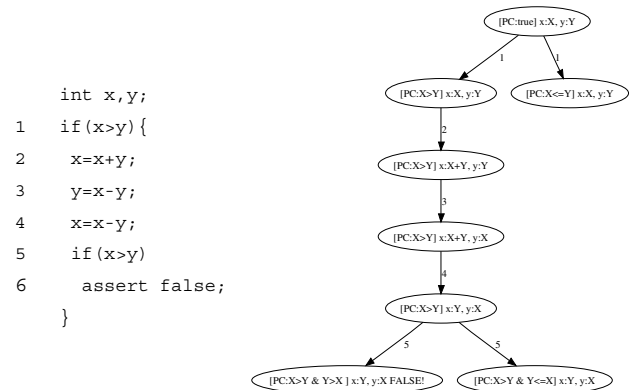 int x,y;
1 if(x>y){
2 x=x+y;
3 y=x-y;
4 x=x-y;
5 if(x>y)
6 assert false;
}
[PC:true] x:X, y:Y
1
1
[PC:X>Y] x:X, y:Y
[PC:X<=Y] x:X, y:Y
2
[PC:X>Y] x:X+Y, y:Y
3
[PC:X>Y] x:X+Y, y:X
4
[PC:X>Y] x:Y, y:X
5
5
[PC:X>Y & Y>X ] x:Y, y:X FALSE!
[PC:X>Y & Y<=X] x:Y, y:X